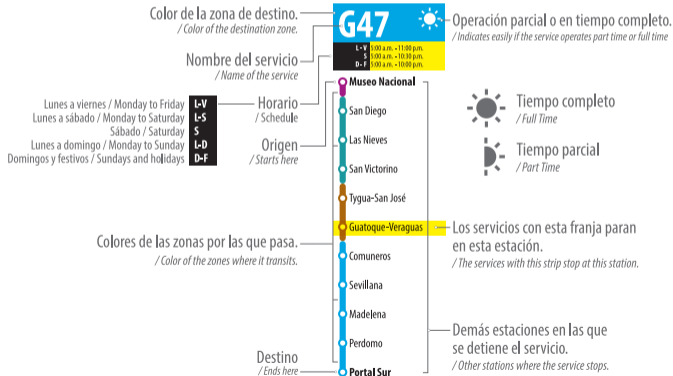 Color de la zona de destino.
/ Color of the destination zone.
Nombre del servicio
/ Name of the service
Lunes a viernes / Monday to Friday L-V
Lunes a sábado / Monday to Saturday L-S
Sábado / Saturday S
Lunes a domingo / Monday to Sunday L-D
Domingos y festivos / Sundays and holidays D-F
Horario
/ Schedule
Origen
/ Starts here
Colores de las zonas por las que pasa.
/ Color of the zones where it transits.
Destino
/ Ends here
G47
L - V 5:00 a.m. - 11:00 p.m.
S 5:00 a.m. - 10:30 p.m.
D - F 5:00 a.m. - 10:00 p.m.
Museo Nacional
San Diego
Las Nieves
San Victorino
Tygua-San José
Guatoque-Veraguas
Comuneros
Sevillana
Madelena
Perdomo
Portal Sur
Operación parcial o en tiempo completo.
/ Indicates easily if the service operates part time or full time
Tiempo completo
/ Full Time
Tiempo parcial
/ Part Time
Los servicios con esta franja paran
en esta estación.
/ The services with this strip stop at this station.
Demás estaciones en las que
se detiene el servicio.
/ Other stations where the service stops.